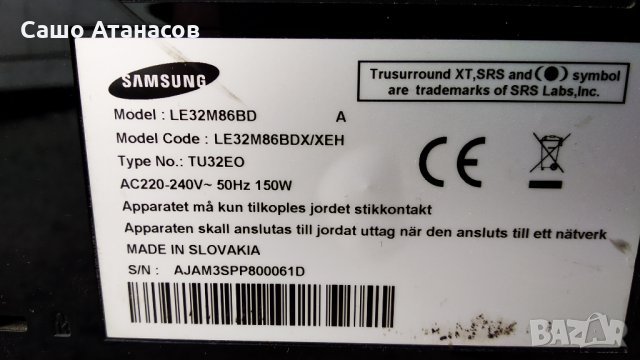 Сашо Атанасов
SAMSUNG
Trusurround XT,SRS and (●) symbol
are trademarks of SRS Labs,Inc.
Model : LE32M86BD A
Model Code : LE32M86BDX/XEH
Type No.: TU32EO
AC220-240V~ 50Hz 150W
Apparatet må kun tilkoples jordet stikkontakt
Apparaten skall anslutas till jordat uttag när den ansluts till ett nätverk
MADE IN SLOVAKIA
S/N : AJAM3SPP800061D
BAZAR